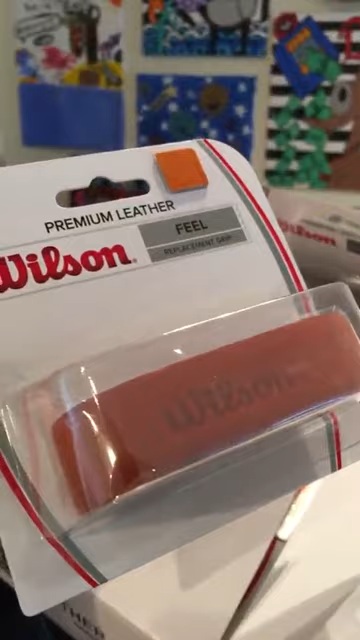 PREMIUM LEATHER
Wilson.
FEEL
REPLACEMENT GRIP
Wilson
Wilson